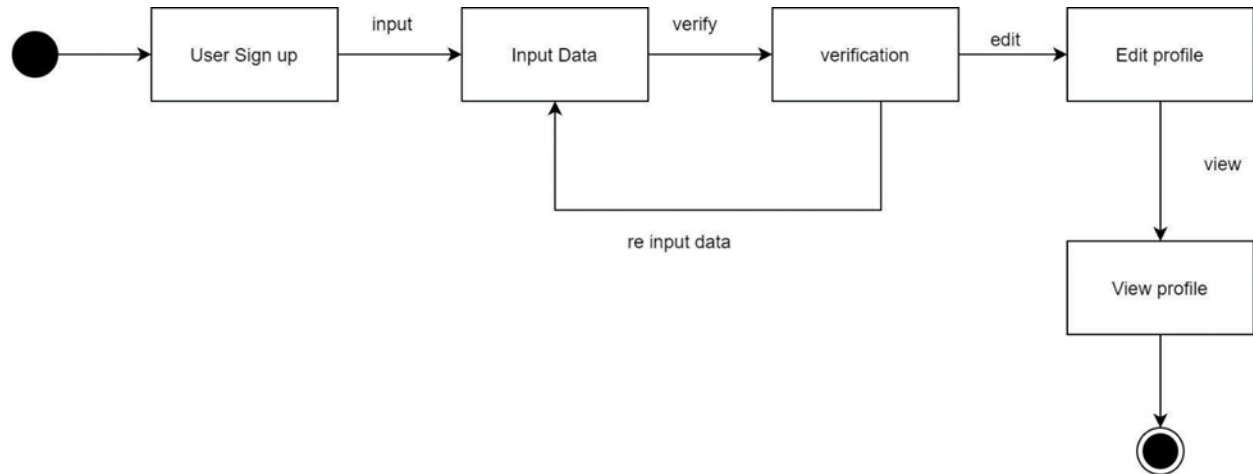 input
verify
edit
User Sign up
Input Data
verification
Edit profile
view
re input data
View profile